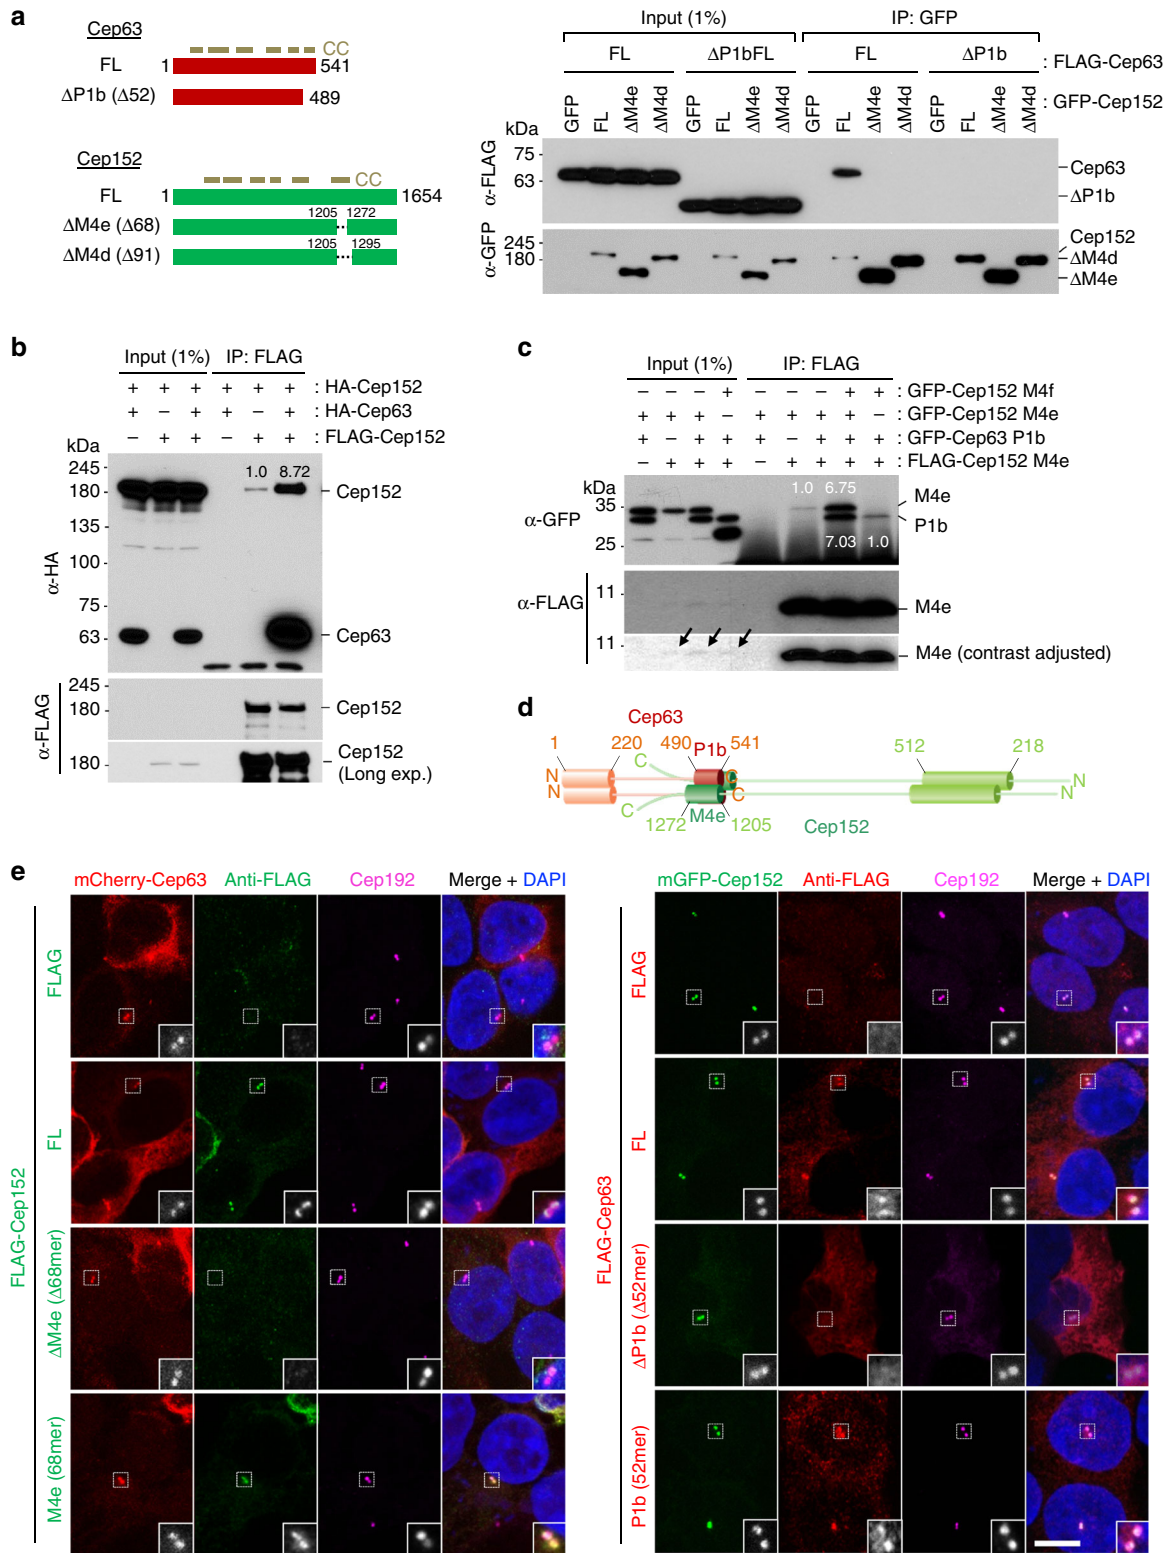 a
Cep63
CC
FL 1 541
ΔP1b (Δ52) 489
Cep152
CC
FL 1 1654
1205 1272
ΔM4e (Δ68)
1205 1295
ΔM4d (Δ91)
Input (1%) IP: GFP
FL ΔP1bFL FL ΔP1b : FLAG-Cep63
GFP FL ΔM4e ΔM4d GFP FL ΔM4e ΔM4d GFP FL ΔM4e ΔM4d GFP FL ΔM4e ΔM4d : GFP-Cep152
kDa
α-FLAG
75
63
Cep63
ΔP1b
α-GFP
245
180
Cep152
ΔM4d
ΔM4e
b
Input (1%) IP: FLAG
+ + + + + + : HA-Cep152
+ – + + – + : HA-Cep63
– + + – + + : FLAG-Cep152
kDa
α-HA
245
180
135
100
75
63
1.0 8.72
Cep152
Cep63
α-FLAG
245
180
Cep152
180
Cep152
(Long exp.)
c
Input (1%) IP: FLAG
– – – + – – – + + : GFP-Cep152 M4f
+ + + – + + + + – : GFP-Cep152 M4e
+ – + + + – + + + : GFP-Cep63 P1b
– + + + – + + + + : FLAG-Cep152 M4e
kDa
α-GFP
35
25
1.0 6.75
7.03 1.0
M4e
P1b
α-FLAG
11
M4e
11
M4e (contrast adjusted)
d
Cep63
1 220 490 P1b 541 512 218
C
N C N
N C N
C
M4e
1272 1205 Cep152
e
mCherry-Cep63 Anti-FLAG Cep192 Merge + DAPI
FLAG-Cep152
FLAG
FL
ΔM4e (Δ68mer)
M4e (68mer)
mGFP-Cep152 Anti-FLAG Cep192 Merge + DAPI
FLAG-Cep63
FLAG
FL
ΔP1b (Δ52mer)
P1b (52mer)